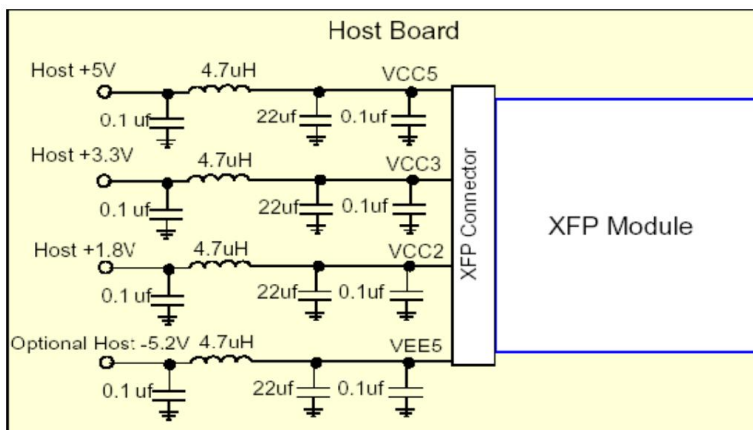 Host Board
Host +5V
4.7uH
VCC5
0.1 uf
22uf
0.1uf
Host +3.3V
4.7uH
VCC3
0.1 uf
22uf
0.1uf
Host +1.8V
4.7uH
VCC2
0.1 uf
22uf
0.1uf
Optional Host -5.2V
4.7uH
VEE5
0.1 uf
22uf
0.1uf
XFP Connector
XFP Module